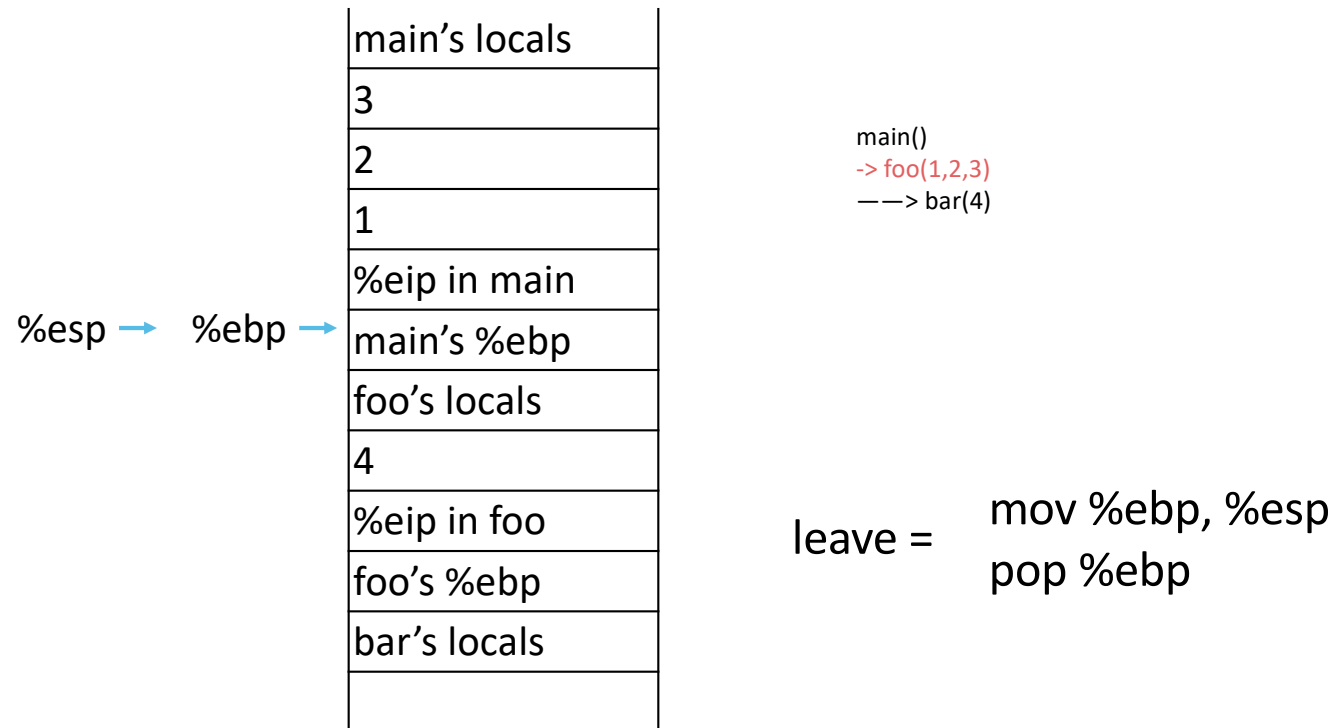 main’s locals
3
2
1
%eip in main
%esp %ebp main’s %ebp
foo’s locals
4
%eip in foo
foo’s %ebp
bar’s locals
main()
-> foo(1,2,3)
——> bar(4)
leave = mov %ebp, %esp
pop %ebp